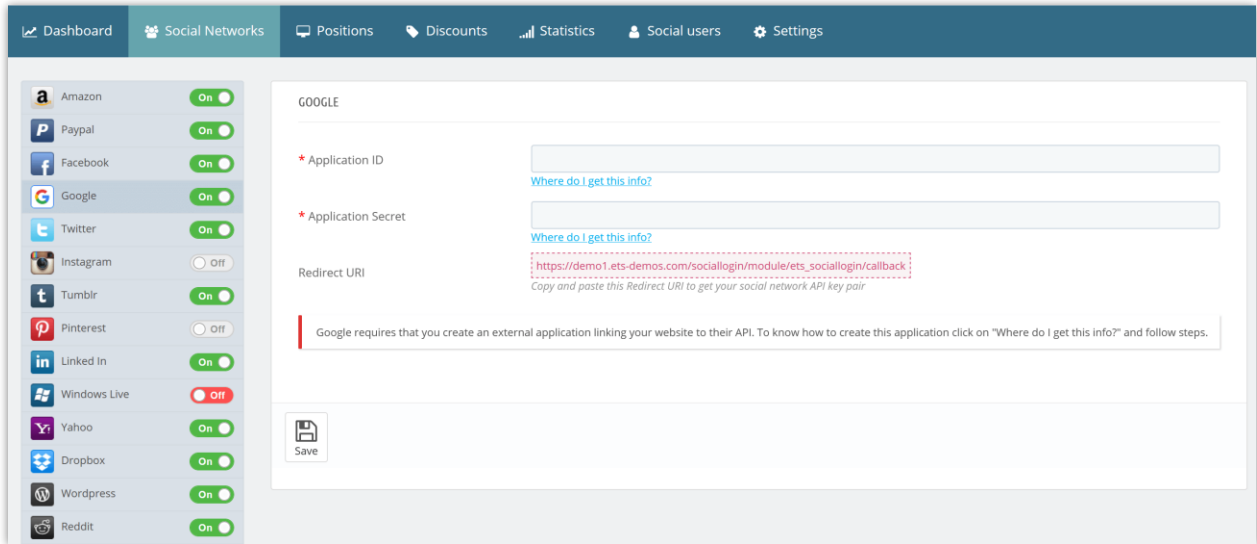 Dashboard Social Networks Positions Discounts Statistics Social users Settings
Amazon On
Paypal On
Facebook On
Google On
Twitter On
Instagram Off
Tumblr On
Pinterest Off
Linked In On
Windows Live Off
Yahoo On
Dropbox On
Wordpress On
Reddit On
GOOGLE
* Application ID
Where do I get this info?
* Application Secret
Where do I get this info?
Redirect URI
https://demo1.ets-demos.com/sociallogin/module/ets_sociallogin/callback
Copy and paste this Redirect URI to get your social network API key pair
Google requires that you create an external application linking your website to their API. To know how to create this application click on "Where do I get this info?" and follow steps.
Save